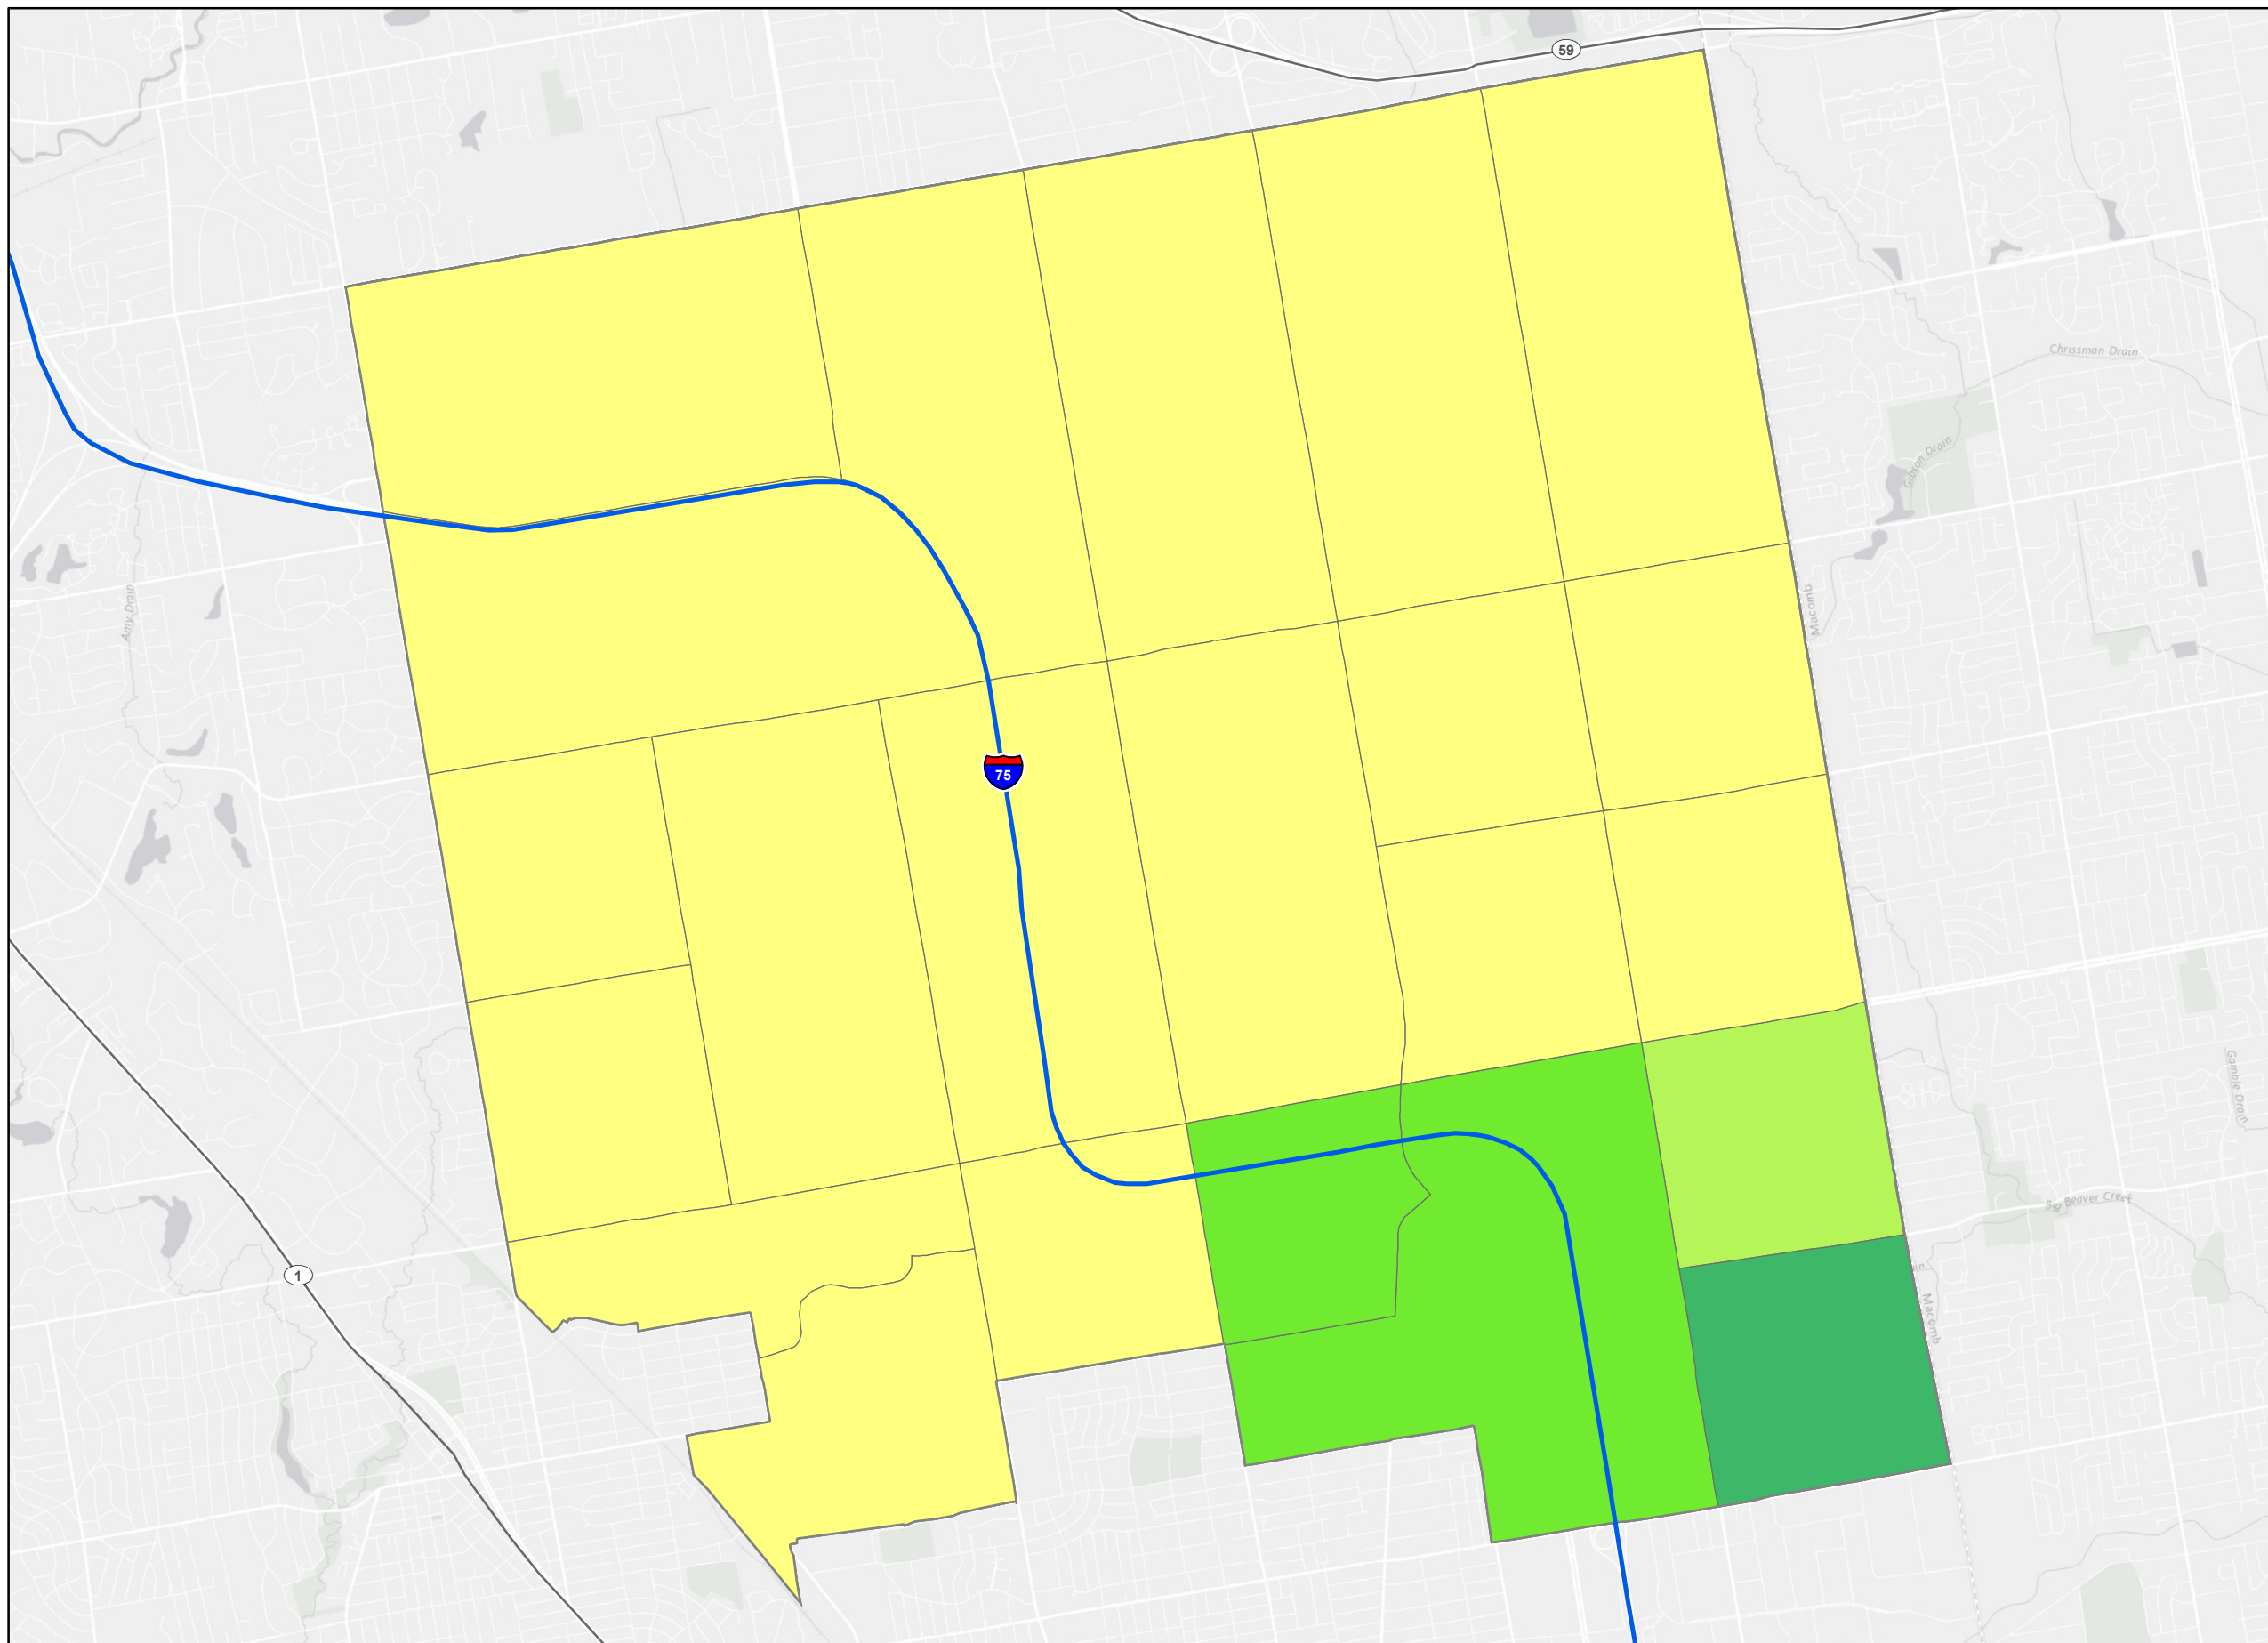 59
Chrissman Drain
Gibson Drain
Amy Drain
Macomb
75
Gamble Drain
Big Beaver Creek
1
Macomb